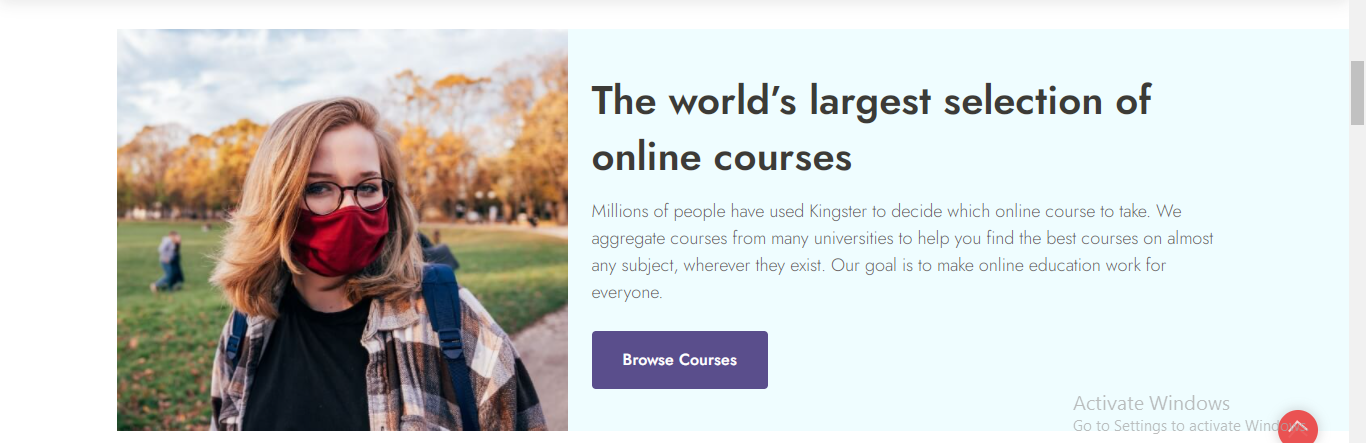 The world’s largest selection of
online courses
Millions of people have used Kingster to decide which online course to take. We
aggregate courses from many universities to help you find the best courses on almost
any subject, wherever they exist. Our goal is to make online education work for
everyone.
Browse Courses
Activate Windows
Go to Settings to activate Windows.